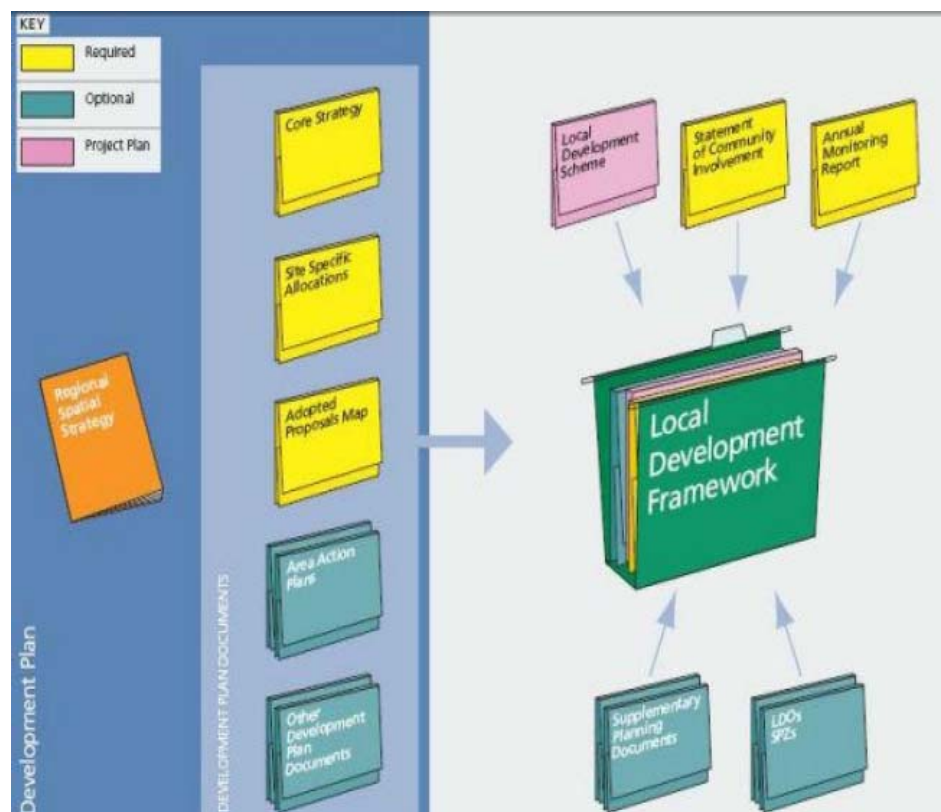 KEY
Required
Optional
Project Plan
Core Strategy
Site Specific
Allocations
Adopted
Proposals Map
Area Action
Plans
Other
Development
Plan
Documents
Regional
Spatial
Strategy
Development Plan
DEVELOPMENT PLAN DOCUMENTS
Local
Development
Scheme
Statement
of Community
Involvement
Annual
Monitoring
Report
Local
Development
Framework
Supplementary
Planning
Documents
LDOs
SPZs